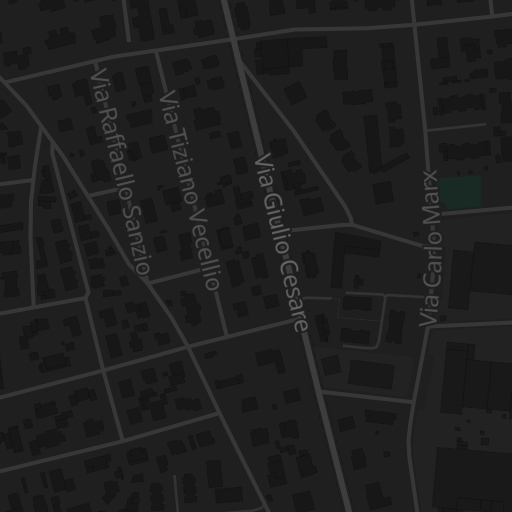 Via Raffaello Sanzio
Via Tiziano Vecellio
Via Giulio Cesare
Via Carlo Marx